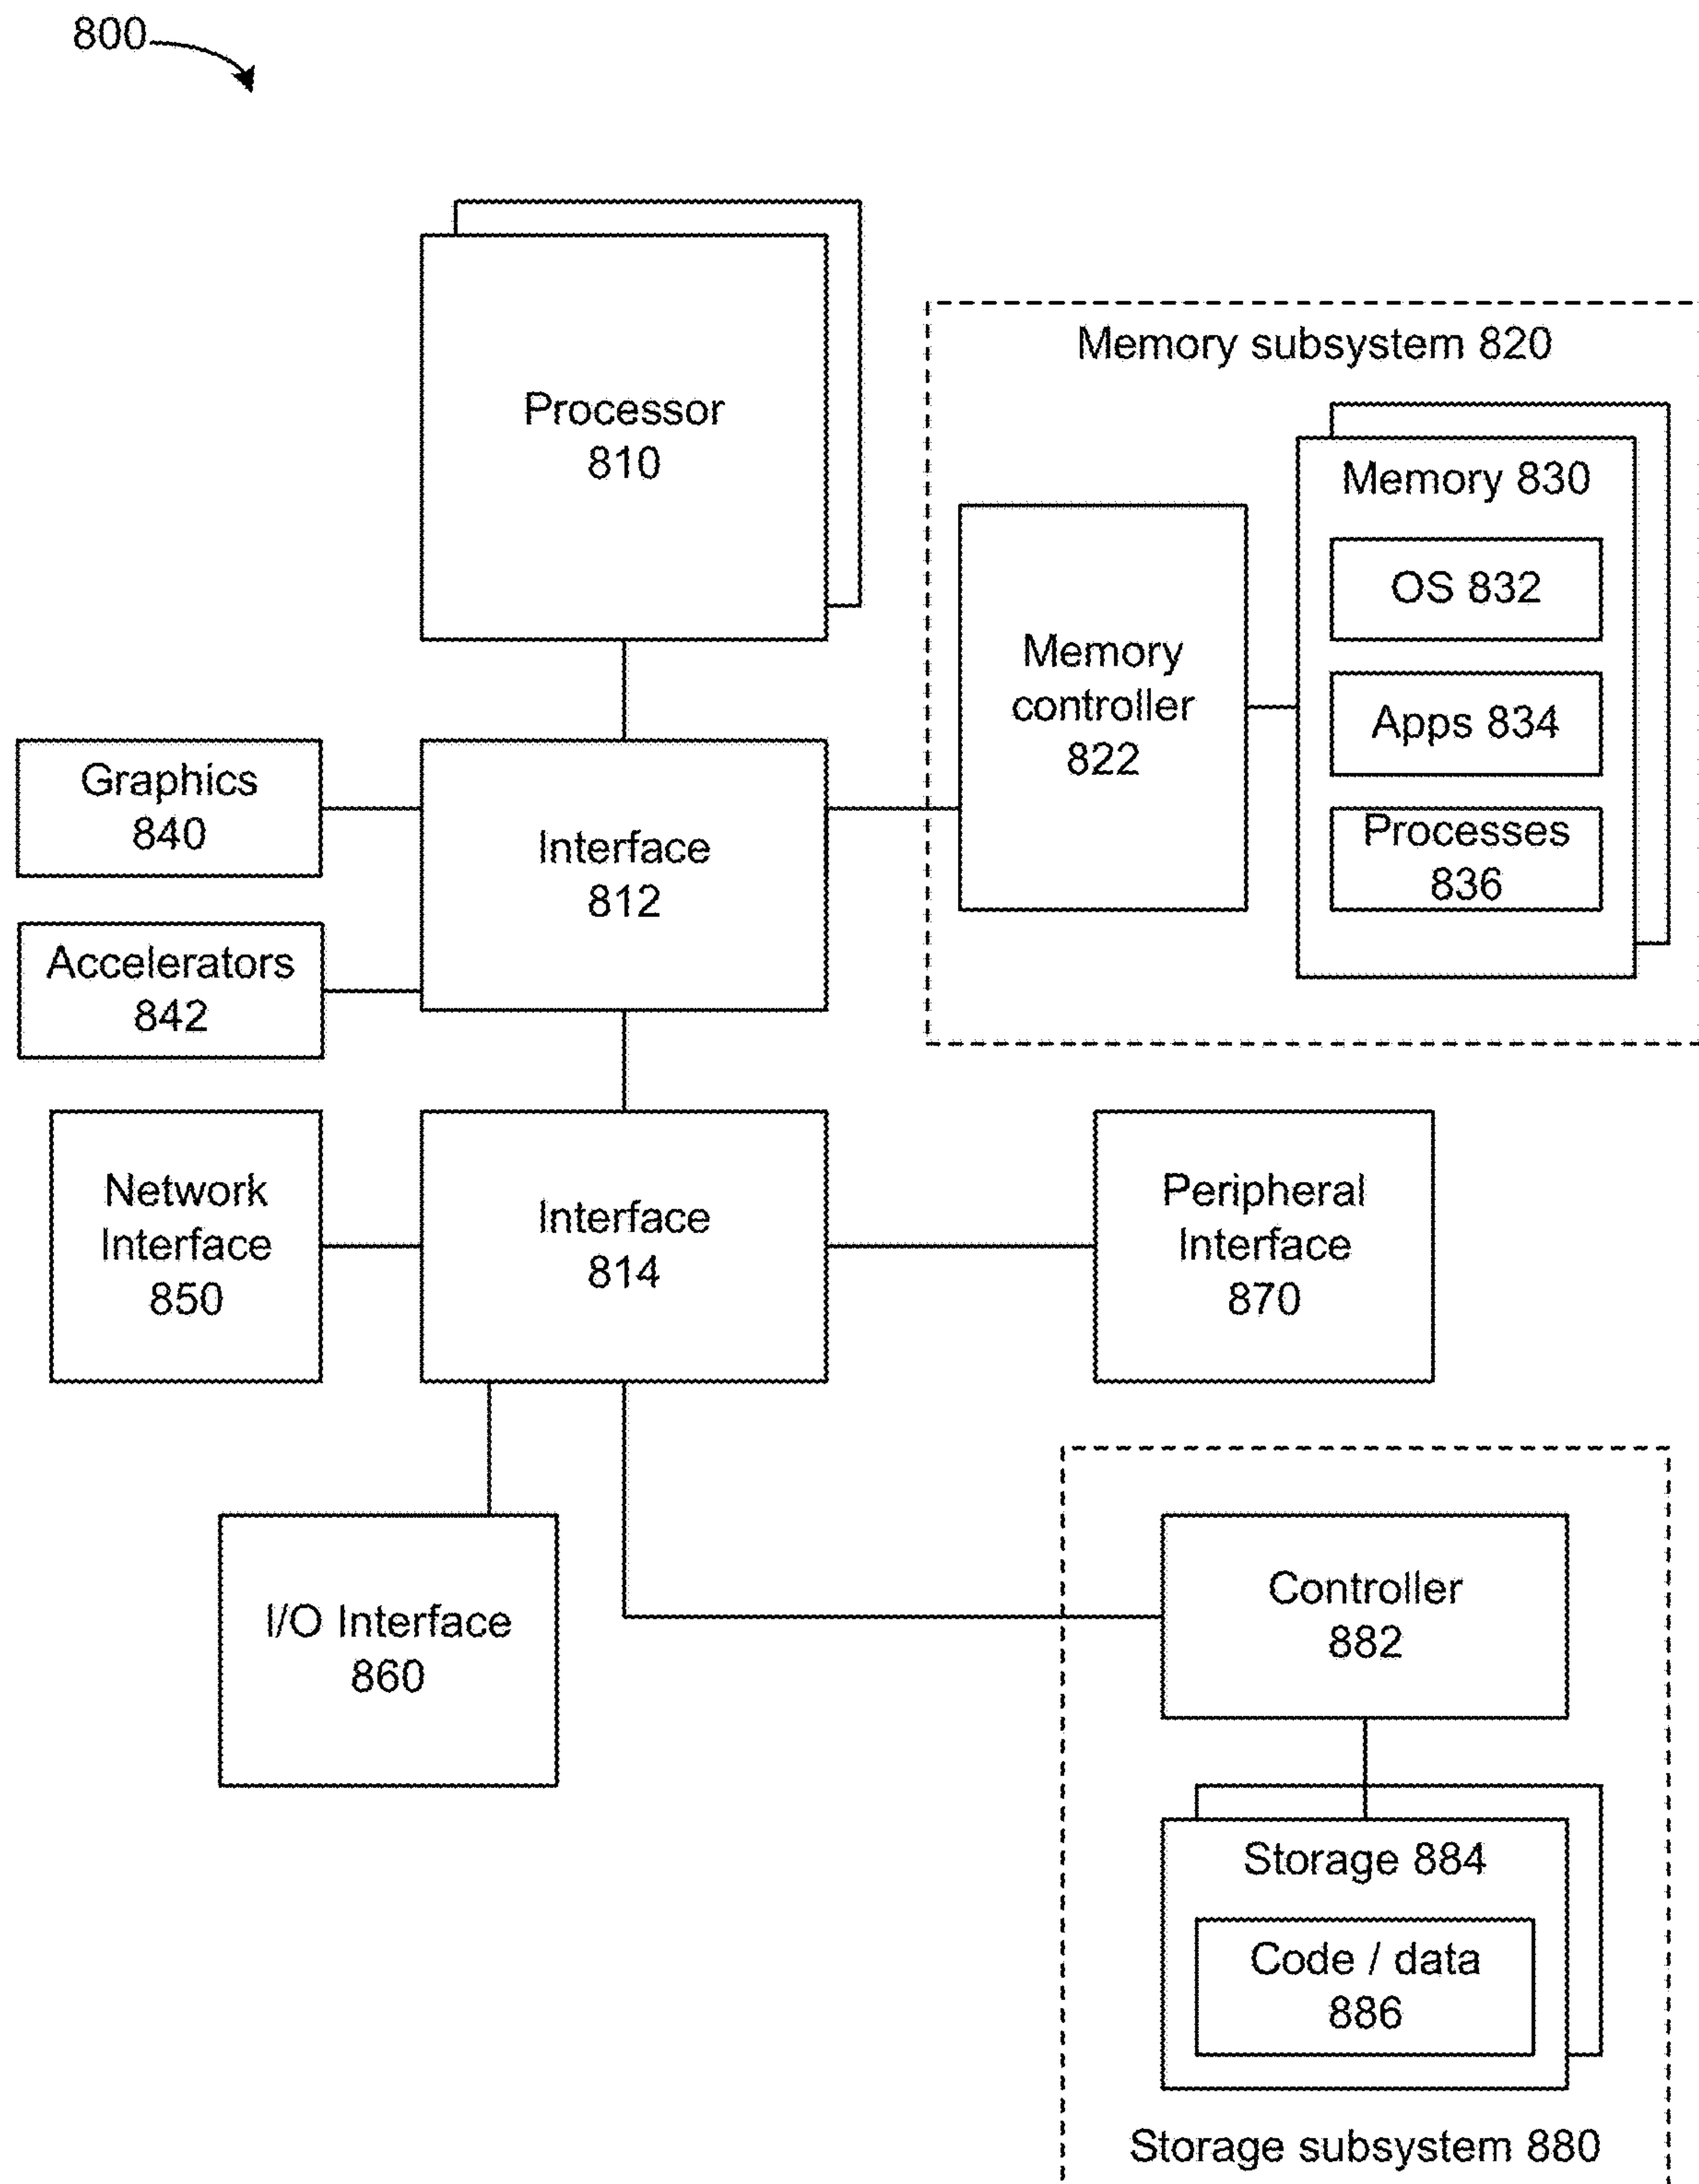 800
Processor
810
Memory subsystem 820
Memory 830
OS 832
Memory
controller
822
Apps 834
Processes
836
Graphics
840
Interface
812
Accelerators
842
Network
Interface
850
Interface
814
Peripheral
Interface
870
I/O Interface
860
Controller
882
Storage 884
Code / data
886
Storage subsystem 880